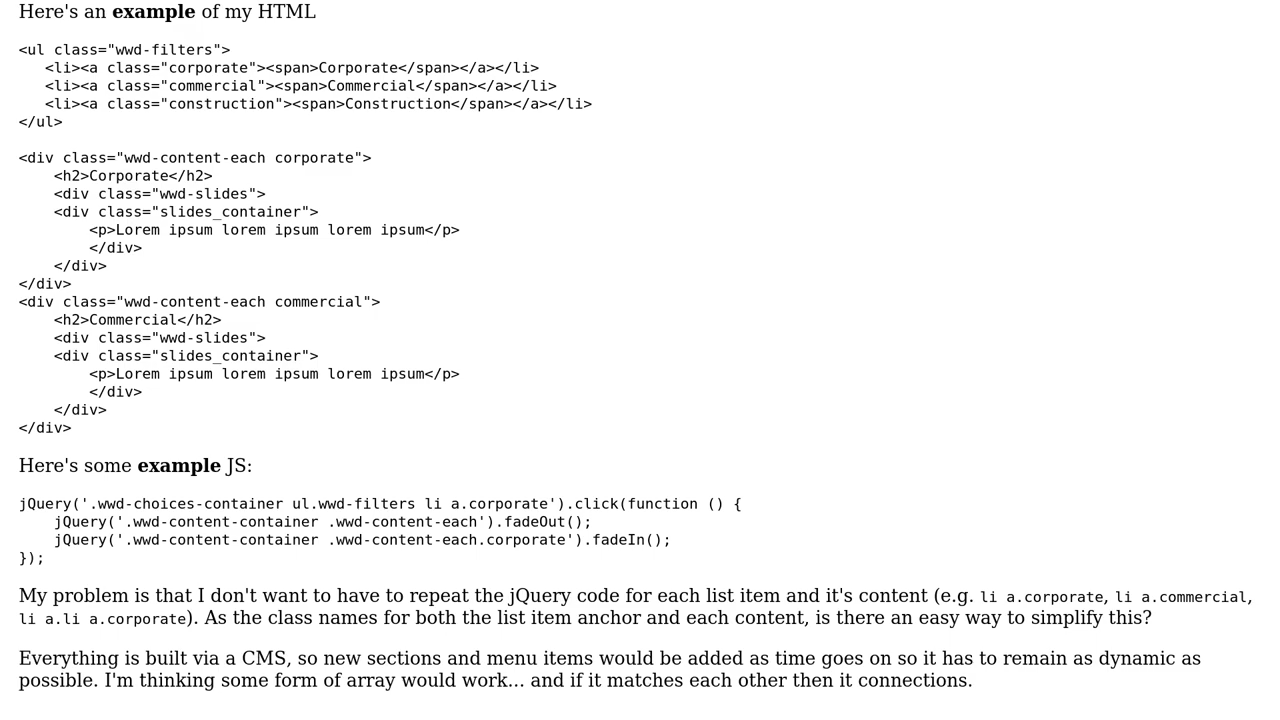 Here's an example of my HTML
<ul class="wwd-filters">
   <li><a class="corporate"><span>Corporate</span></a></li>
   <li><a class="commercial"><span>Commercial</span></a></li>
   <li><a class="construction"><span>Construction</span></a></li>
</ul>
<div class="wwd-content-each corporate">
    <h2>Corporate</h2>
    <div class="wwd-slides">
    <div class="slides_container">
        <p>Lorem ipsum lorem ipsum lorem ipsum</p>
        </div>
    </div>
</div>
<div class="wwd-content-each commercial">
    <h2>Commercial</h2>
    <div class="wwd-slides">
    <div class="slides_container">
        <p>Lorem ipsum lorem ipsum lorem ipsum</p>
        </div>
    </div>
</div>
Here's some example JS:
jQuery('.wwd-choices-container ul.wwd-filters li a.corporate').click(function () {
    jQuery('.wwd-content-container .wwd-content-each').fadeOut();
    jQuery('.wwd-content-container .wwd-content-each.corporate').fadeIn();
});
My problem is that I don't want to have to repeat the jQuery code for each list item and it's content (e.g. li a.corporate, li a.commercial,
li a.li a.corporate). As the class names for both the list item anchor and each content, is there an easy way to simplify this?
Everything is built via a CMS, so new sections and menu items would be added as time goes on so it has to remain as dynamic as
possible. I'm thinking some form of array would work... and if it matches each other then it connections.